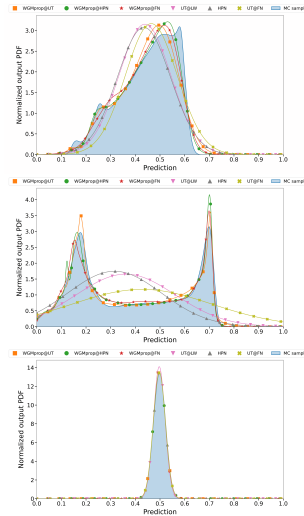 WGMprop@UT WGMprop@HPN WGMprop@FN UT@LW HPN UT@FN MC sampl
Normalized output PDF
3.0
2.5
2.0
1.5
1.0
0.5
0.0
0.0 0.1 0.2 0.3 0.4 0.5 0.6 0.7 0.8 0.9 1.0
Prediction
WGMprop@UT WGMprop@HPN WGMprop@FN UT@LW HPN UT@FN MC sampl
Normalized output PDF
4.0
3.5
3.0
2.5
2.0
1.5
1.0
0.5
0.0
0.0 0.1 0.2 0.3 0.4 0.5 0.6 0.7 0.8 0.9 1.0
Prediction
WGMprop@UT WGMprop@HPN WGMprop@FN UT@LW HPN UT@FN MC sampl
Normalized output PDF
14
12
10
8
6
4
2
0
0.0 0.1 0.2 0.3 0.4 0.5 0.6 0.7 0.8 0.9 1.0
Prediction